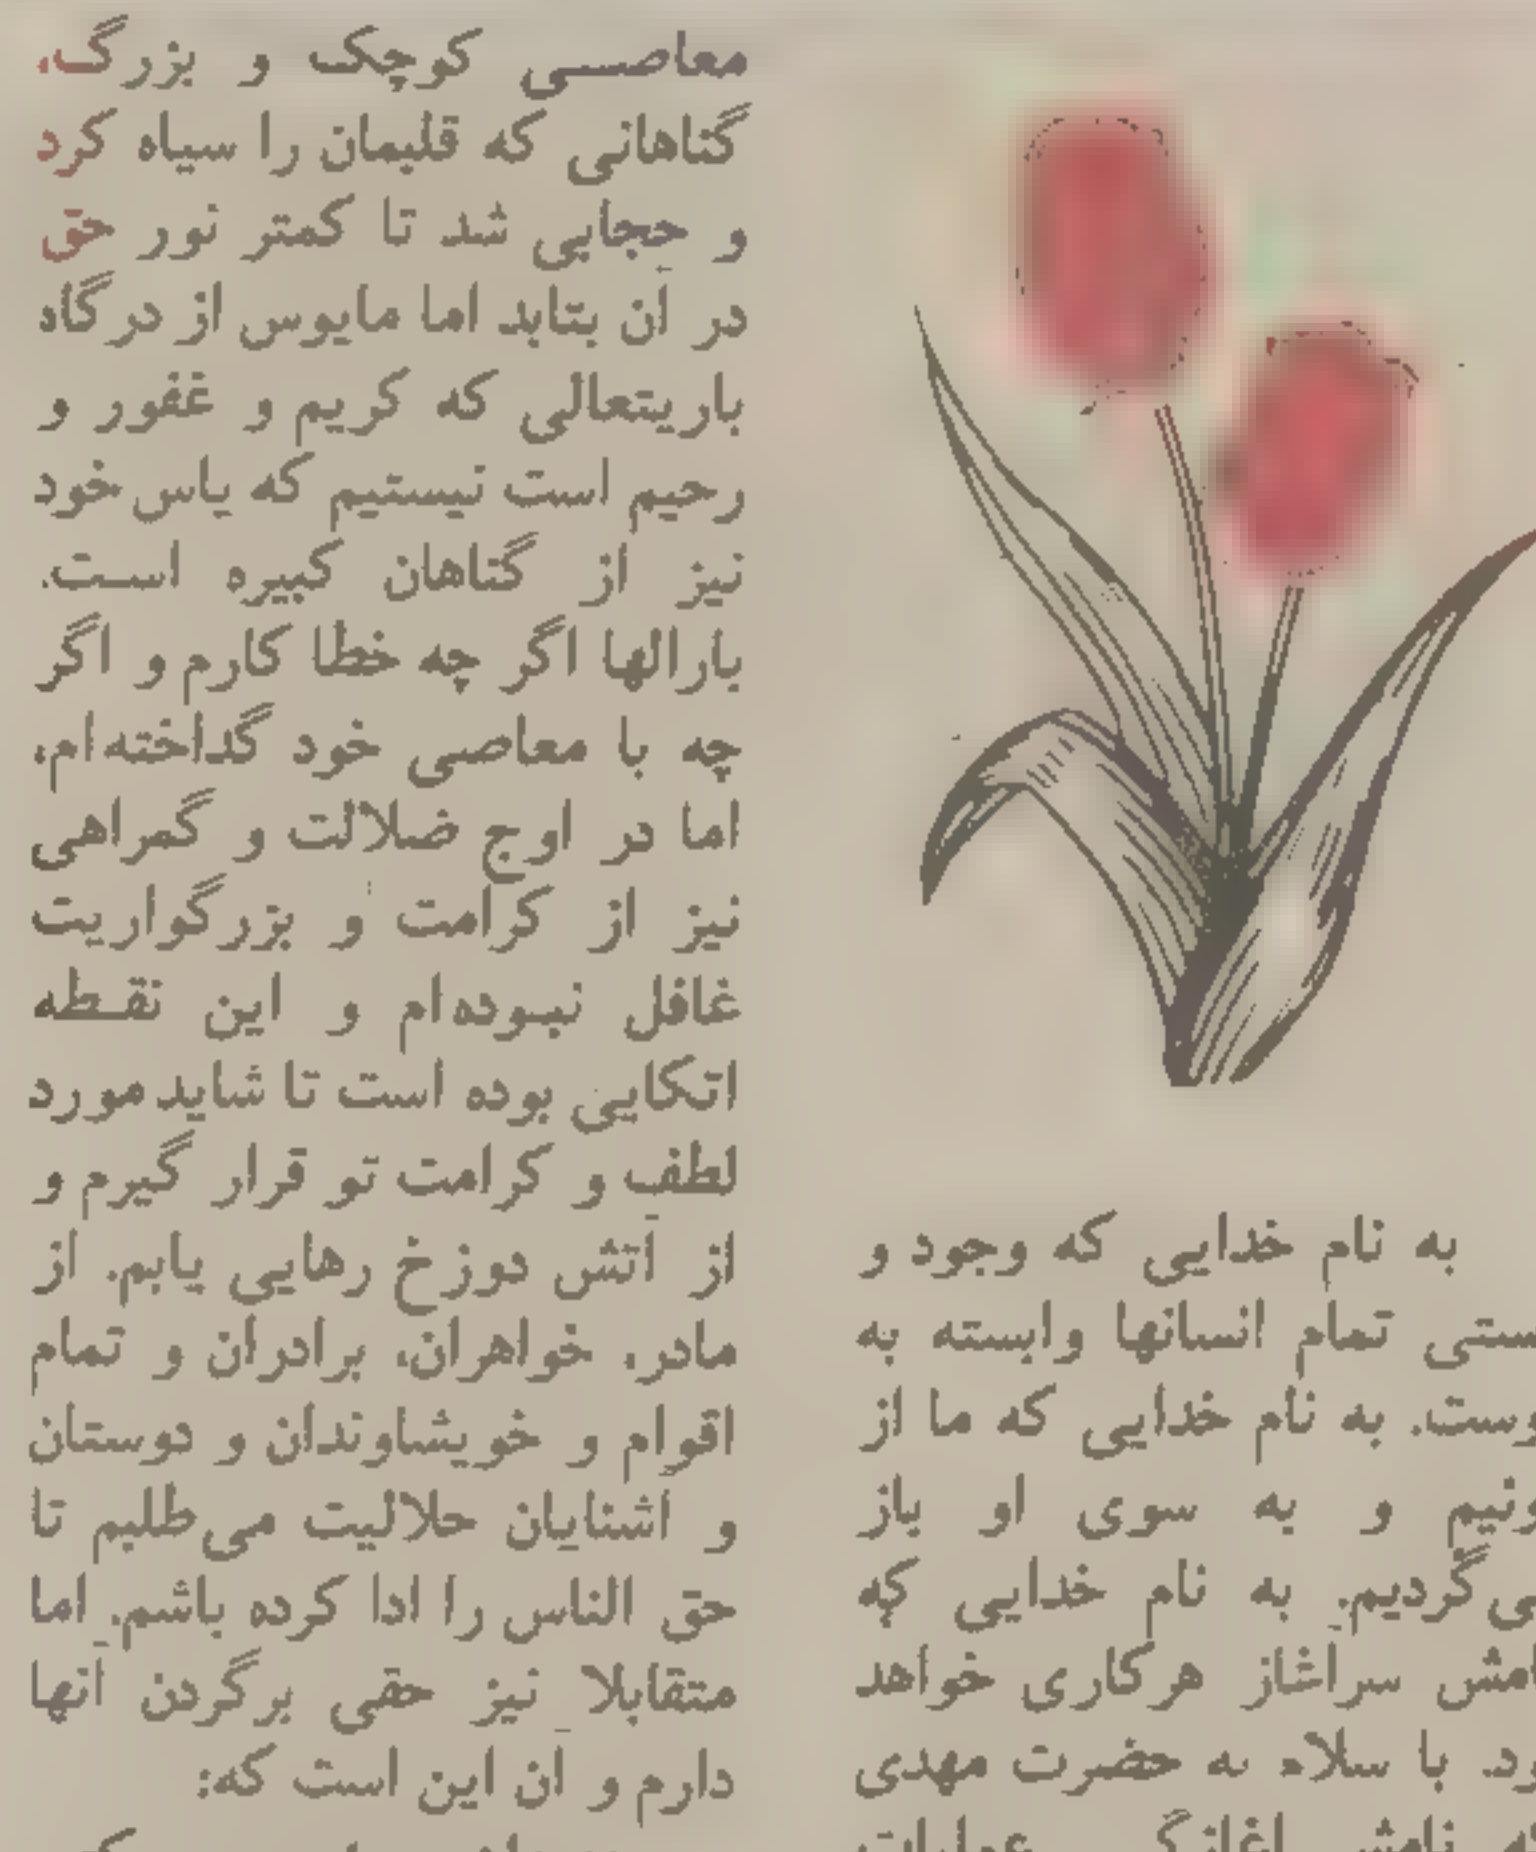 به نام خدایی که وجود و
تمام انسانها وابسته به
به نام خدایی که ما از
و به سوی او باز
به نام خدایی که
سرآغاز هرکاری خواهد
با سلام به حضرت مهدی
معاصی کوچک و بزرگ،
گناهانی که قلبمان را سیاه کرد
و حجابی شد تا کمتر نور حق
در آن بتابد اما مایوس از درگاه
باریتعالی که کریم و غفور و
رحیم است نیستیم که یاس خود
نیز از گناهان کبیره است.
بارالها اگر چه خطا کارم و اگر
چه با معاصی خود گداخته‌ام،
اما در اوج ضلالت و گمراهی
نیز از کرامت و بزرگواریت
غافل نبوده‌ام و این نقطه
اتکایی بوده است تا شاید مورد
لطف و کرامت تو قرار گیرم و
از آتش دوزخ رهایی یابم. از
مادر، خواهران، برادران و تمام
اقوام و خویشاوندان و دوستان
و آشنایان حلالیت می‌طلبم تا
حق الناس را ادا کرده باشم. اما
متقابلا نیز حقی برگردن آنها
دارم و آن این است که: